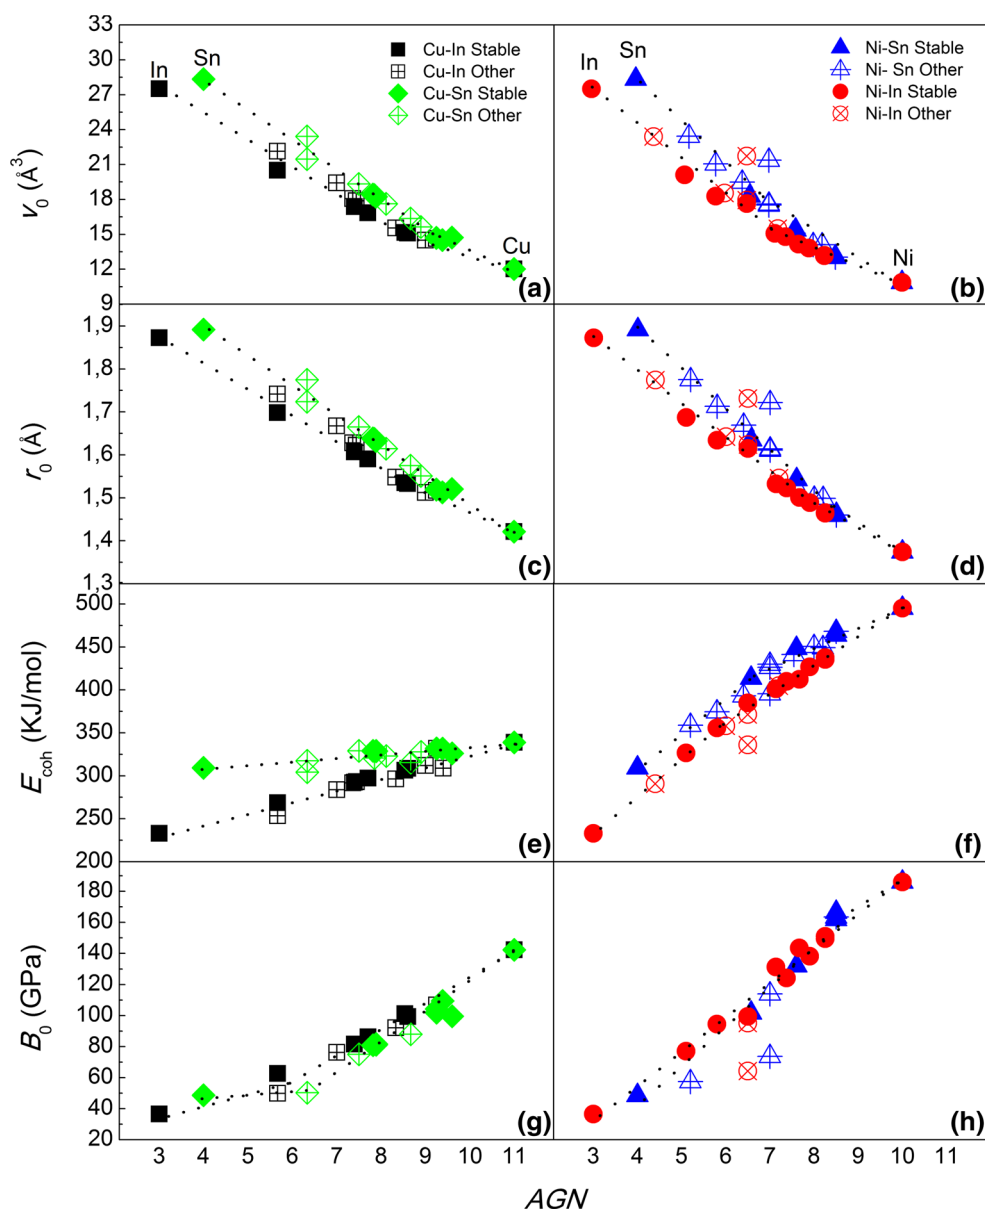 33
30
27
24
21
18
15
12
9
v0 (Å3)
In
Sn
Cu
Cu-In Stable
Cu-In Other
Cu-Sn Stable
Cu-Sn Other
(a)
In
Sn
Ni
Ni-Sn Stable
Ni- Sn Other
Ni-In Stable
Ni-In Other
(b)
1,9
1,8
1,7
1,6
1,5
1,4
1,3
r0 (Å)
(c)
(d)
500
450
400
350
300
250
200
Ecoh (KJ/mol)
(e)
(f)
180
160
140
120
100
80
60
40
20
B0 (GPa)
(g)
(h)
3 4 5 6 7 8 9 10 11
3 4 5 6 7 8 9 10 11
AGN